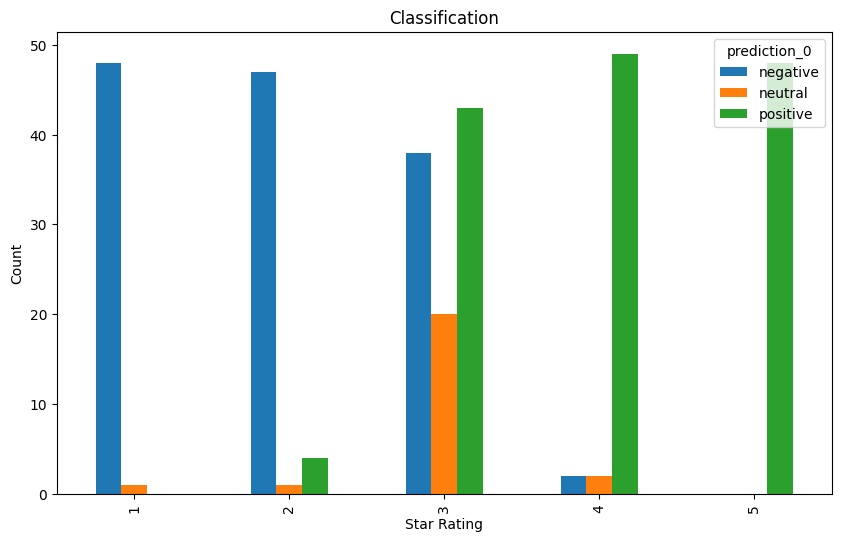 Classification
prediction_0
negative
neutral
positive
50
40
30
20
10
0
Count
1 2 3 4 5
Star Rating